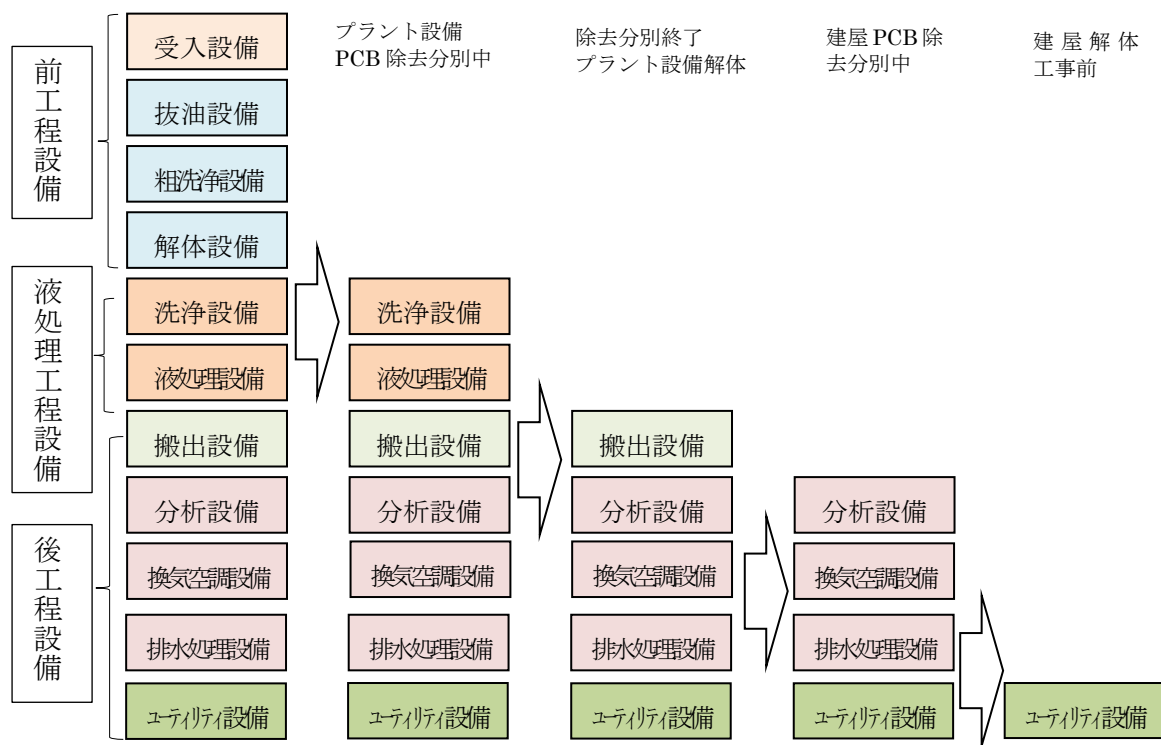 プラント設備
PCB 除去分別中
除去分別終了
プラント設備解体
建屋 PCB 除
去分別中
建屋解体
工事前
前工程設備
受入設備
抜油設備
粗洗浄設備
解体設備
液処理工程設備
洗浄設備
洗浄設備
液処理設備
液処理設備
後工程設備
搬出設備
搬出設備
搬出設備
分析設備
分析設備
分析設備
分析設備
換気空調設備
換気空調設備
換気空調設備
換気空調設備
排水処理設備
排水処理設備
排水処理設備
排水処理設備
ユーティリティ設備
ユーティリティ設備
ユーティリティ設備
ユーティリティ設備
ユーティリティ設備